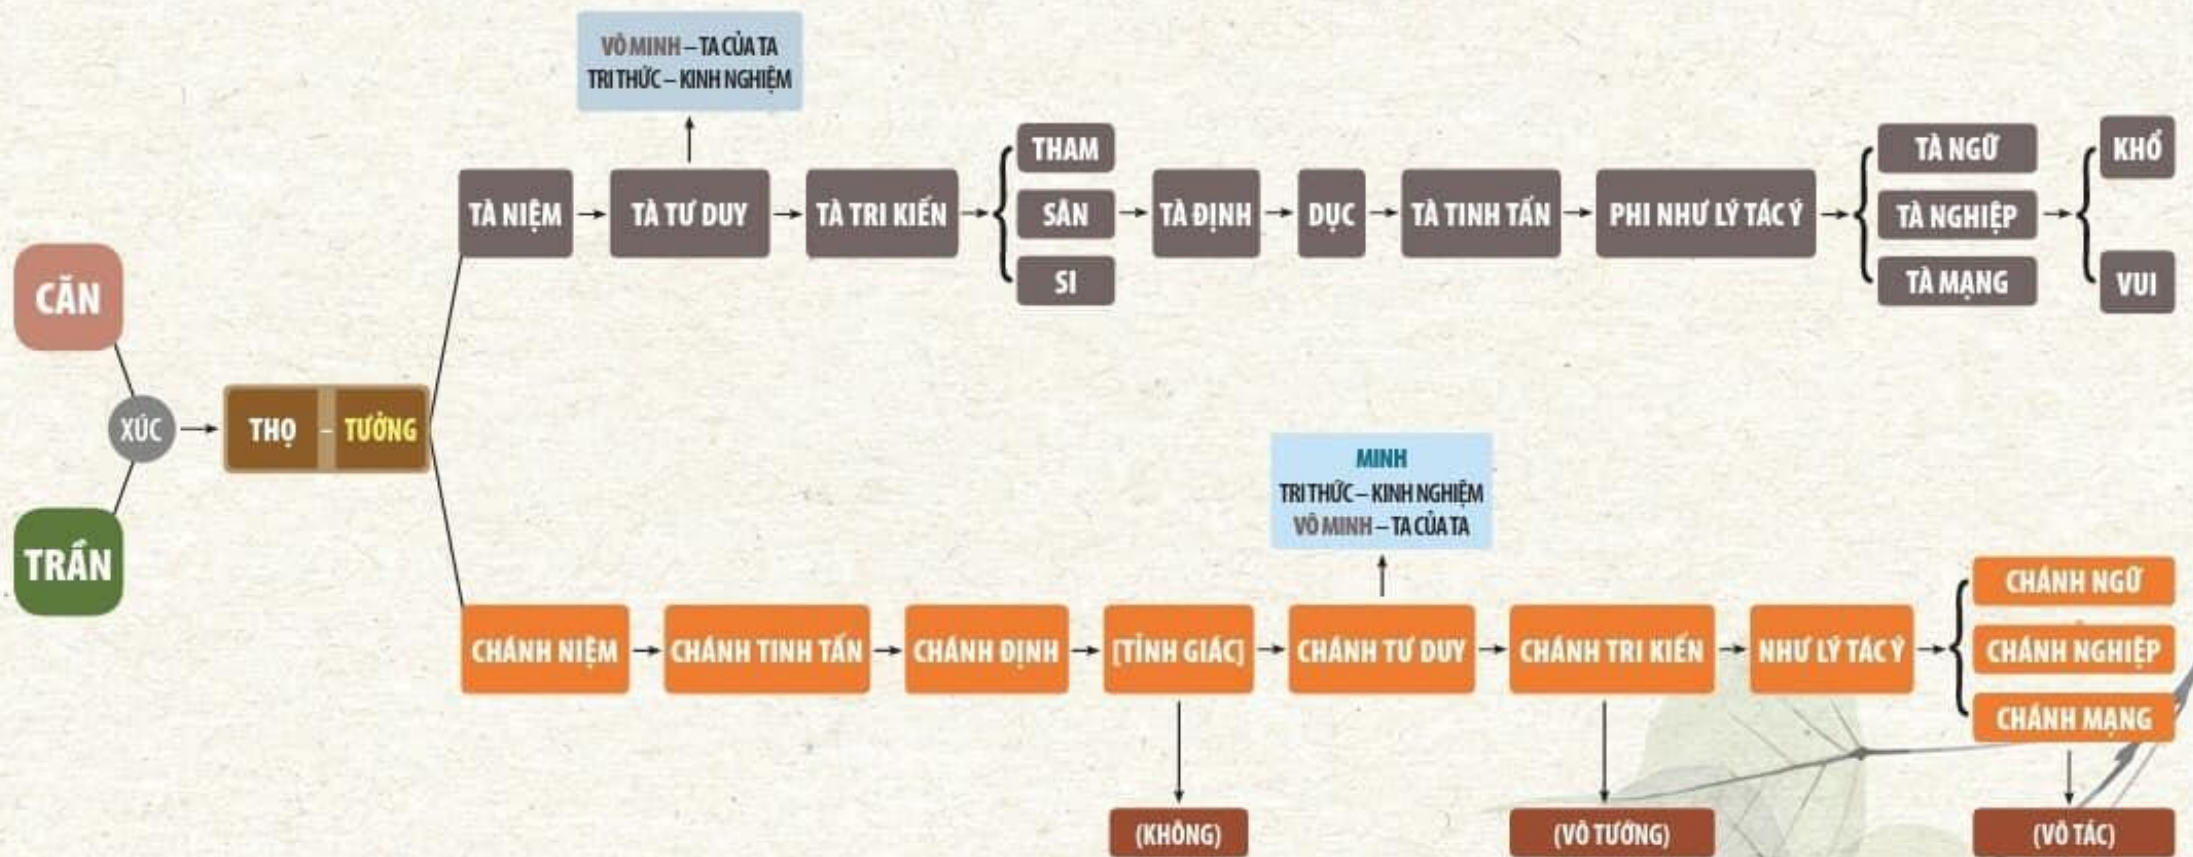 CĂN
TRẦN
XÚC
THỌ – TƯỞNG
VÔ MINH – TA CỦA TA
TRI THỨC – KINH NGHIỆM
TÀ NIỆM
TÀ TƯ DUY
TÀ TRI KIẾN
THAM
SÂN
SI
TÀ ĐỊNH
DỤC
TÀ TINH TẤN
PHI NHƯ LÝ TÁC Ý
TÀ NGỮ
TÀ NGHIỆP
TÀ MẠNG
KHỔ
VUI
MINH
TRI THỨC – KINH NGHIỆM
VÔ MINH – TA CỦA TA
CHÁNH NIỆM
CHÁNH TINH TẤN
CHÁNH ĐỊNH
[TỈNH GIÁC]
CHÁNH TƯ DUY
CHÁNH TRI KIẾN
NHƯ LÝ TÁC Ý
CHÁNH NGỮ
CHÁNH NGHIỆP
CHÁNH MẠNG
(KHÔNG)
(VÔ TƯỚNG)
(VÔ TÁC)